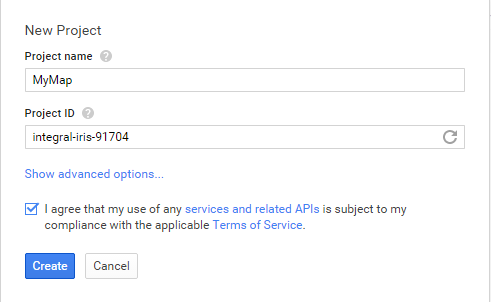 New Project
Project name ?
MyMap
Project ID ?
integral-iris-91704
Show advanced options...
I agree that my use of any services and related APIs is subject to my
compliance with the applicable Terms of Service.
Create Cancel